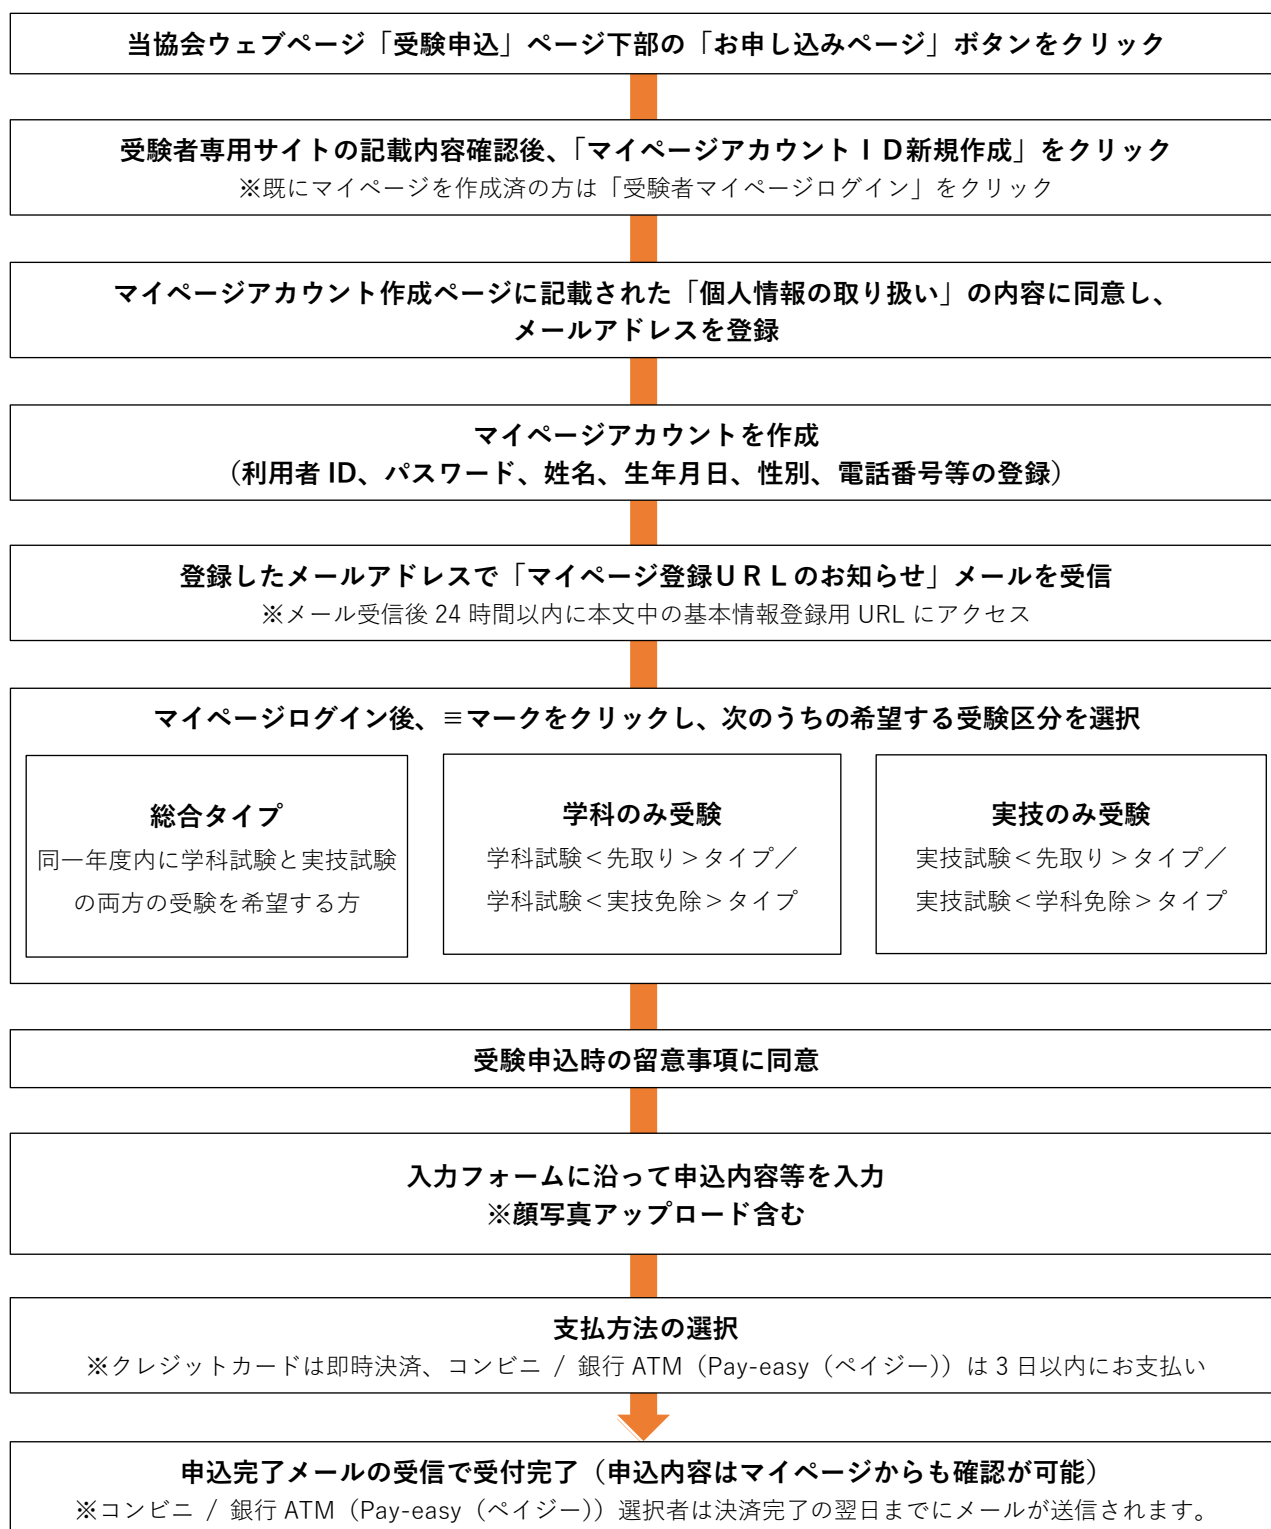 当協会ウェブページ「受験申込」ページ下部の「お申し込みページ」ボタンをクリック
受験者専用サイトの記載内容確認後、「マイページアカウントＩＤ新規作成」をクリック
※既にマイページを作成済の方は「受験者マイページログイン」をクリック
マイページアカウント作成ページに記載された「個人情報の取り扱い」の内容に同意し、
メールアドレスを登録
マイページアカウントを作成
（利用者 ID、パスワード、姓名、生年月日、性別、電話番号等の登録）
登録したメールアドレスで「マイページ登録ＵＲＬのお知らせ」メールを受信
※メール受信後 24 時間以内に本文中の基本情報登録用 URL にアクセス
マイページログイン後、≡マークをクリックし、次のうちの希望する受験区分を選択
総合タイプ
同一年度内に学科試験と実技試験
の両方の受験を希望する方
学科のみ受験
学科試験＜先取り＞タイプ／
学科試験＜実技免除＞タイプ
実技のみ受験
実技試験＜先取り＞タイプ／
実技試験＜学科免除＞タイプ
受験申込時の留意事項に同意
入力フォームに沿って申込内容等を入力
※顔写真アップロード含む
支払方法の選択
※クレジットカードは即時決済、コンビニ / 銀行 ATM（Pay-easy（ペイジー））は 3 日以内にお支払い
申込完了メールの受信で受付完了（申込内容はマイページからも確認が可能）
※コンビニ / 銀行 ATM（Pay-easy（ペイジー））選択者は決済完了の翌日までにメールが送信されます。